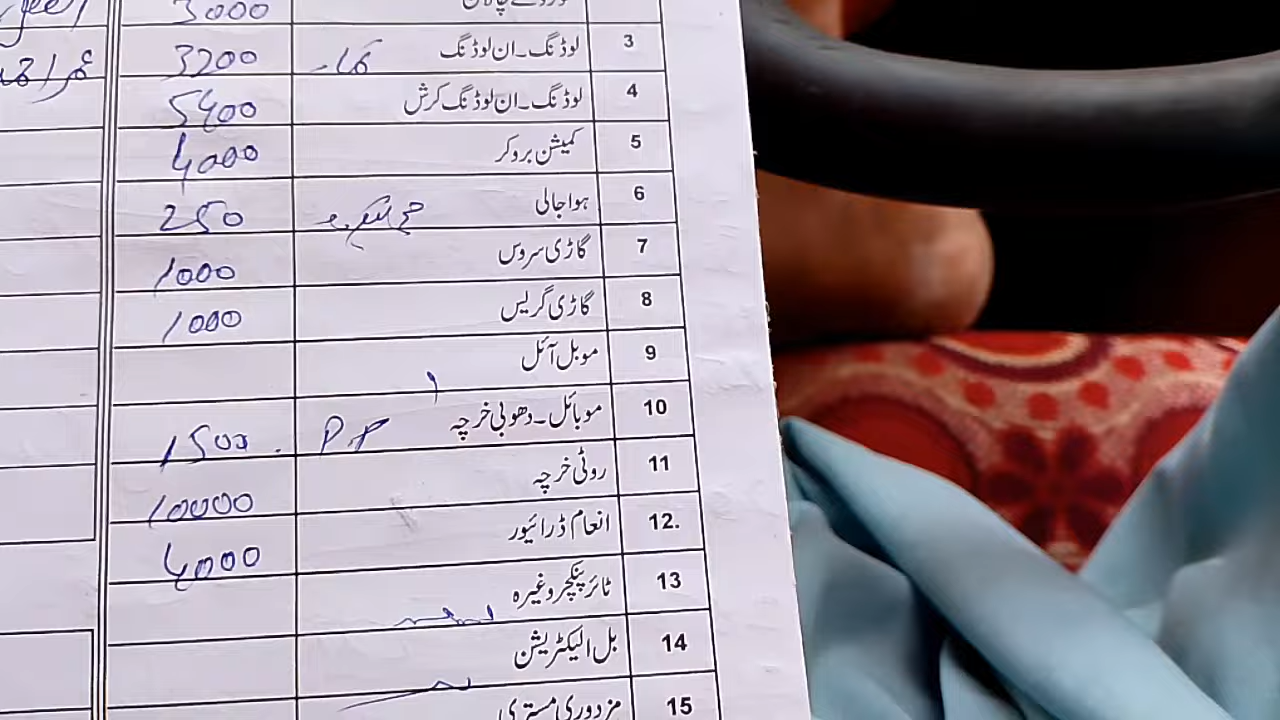 3000
3 لوڈنگ۔ان لوڈنگ 3200
4 لوڈنگ۔ان لوڈنگ کرش 5400
5 کمیشن بروکر 4000
6 ہوا جالی 250
7 گاڑی سروس 1000
8 گاڑی گریس 1000
9 موبل آئل
10 موبائل۔دھوبی خرچہ P.P 1500
11 روٹی خرچہ 10000
12. انعام ڈرائیور 4000
13 ٹائر پنکچر وغیرہ
14 بل الیکٹریشن
15 مزدوری مستری